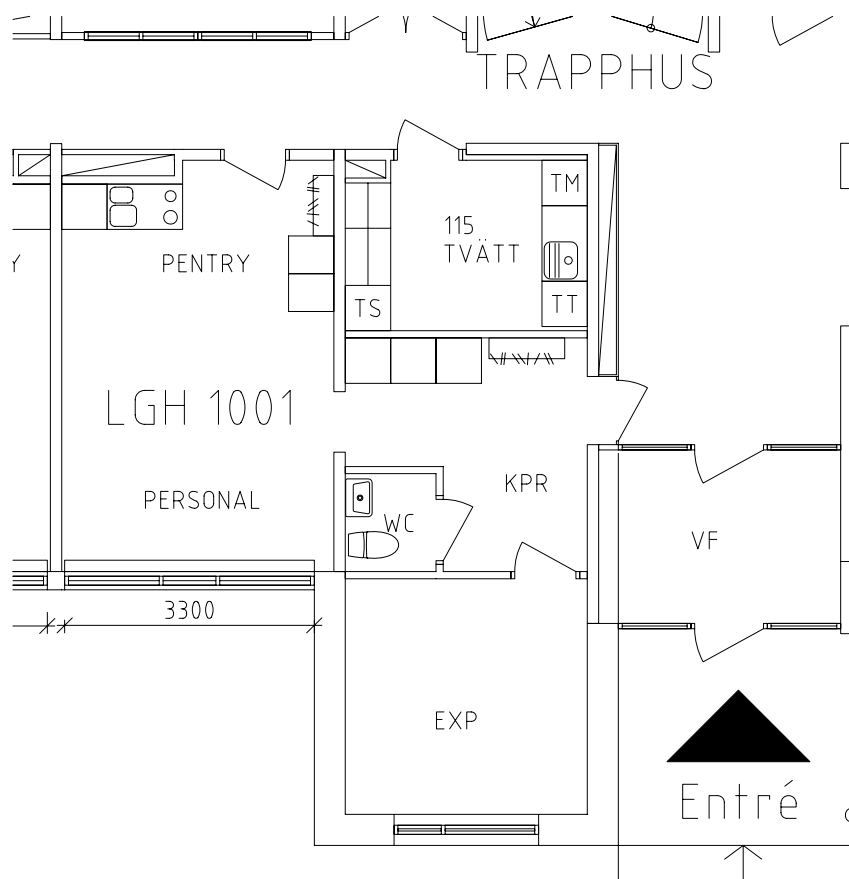 TRAPPHUS
TM
115
TVÄTT
Y
PENTRY
TS
TT
LGH 1001
KPR
PERSONAL
WC
VF
3300
EXP
Entré